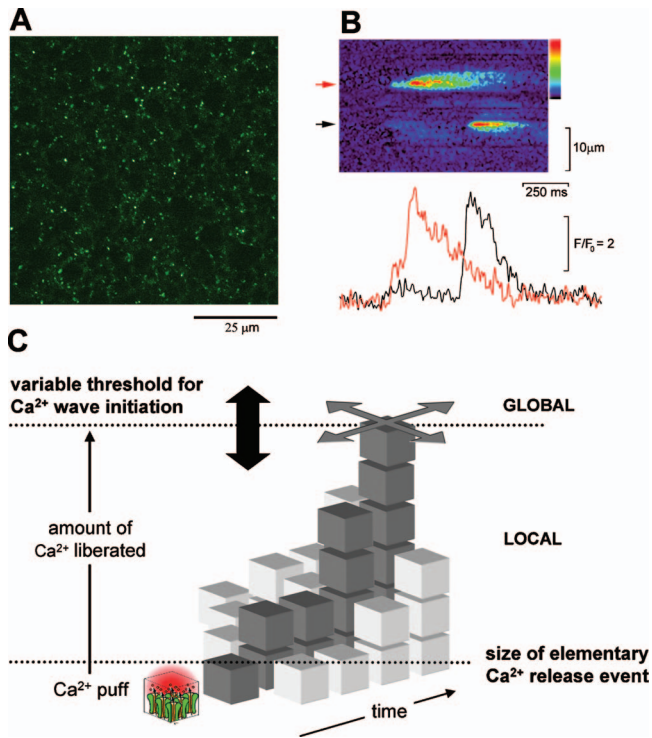 A
25 µm
B
10µm
250 ms
F/F₀ = 2
C
variable threshold for
Ca²⁺ wave initiation
GLOBAL
amount of
Ca²⁺ liberated
LOCAL
Ca²⁺ puff
size of elementary
Ca²⁺ release event
time